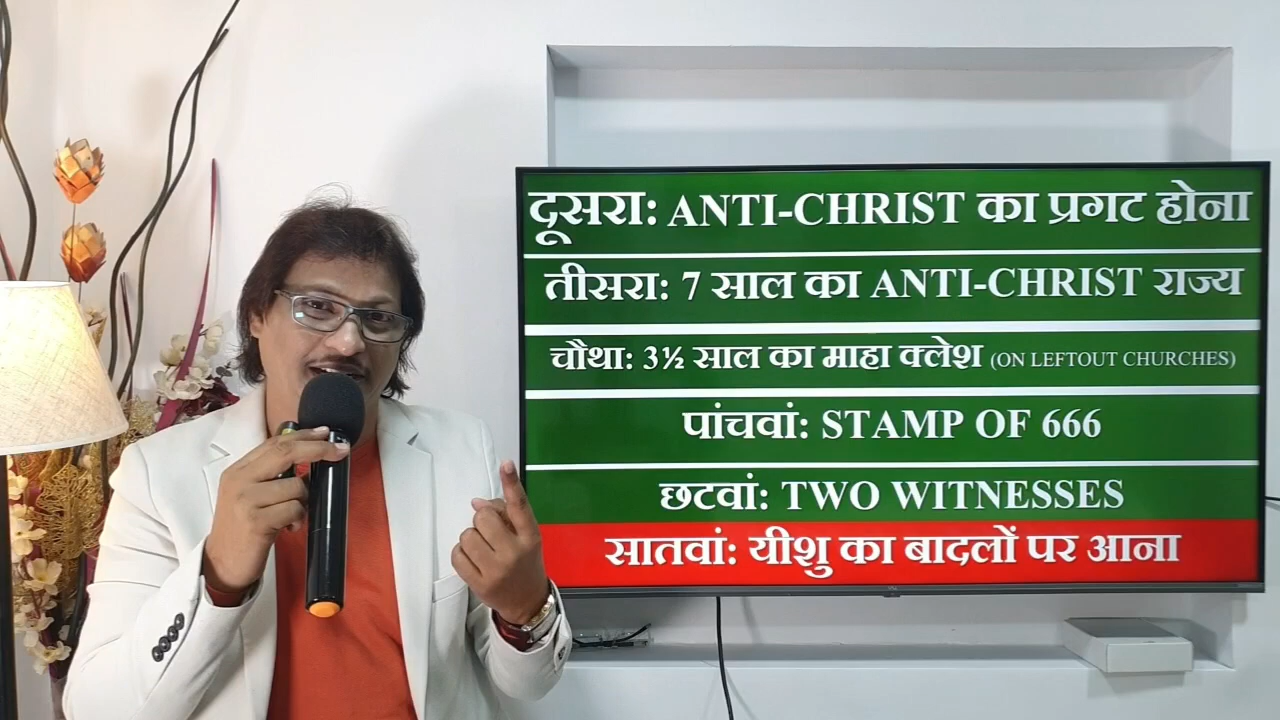 दूसरा: ANTI-CHRIST का प्रगट होना
तीसरा: 7 साल का ANTI-CHRIST राज्य
चौथा: 3½ साल का माहा क्लेश (ON LEFTOUT CHURCHES)
पांचवां: STAMP OF 666
छटवां: TWO WITNESSES
सातवां: यीशु का बादलों पर आना